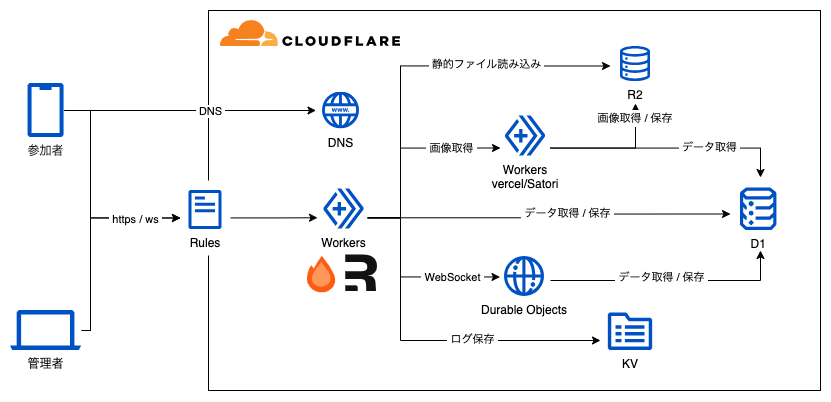 CLOUDFLARE
静的ファイル読み込み
R2
参加者
DNS
WWW.
DNS
画像取得 / 保存
画像取得
Workers
vercel/Satori
データ取得
https / ws
Rules
Workers
データ取得 / 保存
D1
WebSocket
Durable Objects
データ取得 / 保存
管理者
ログ保存
KV